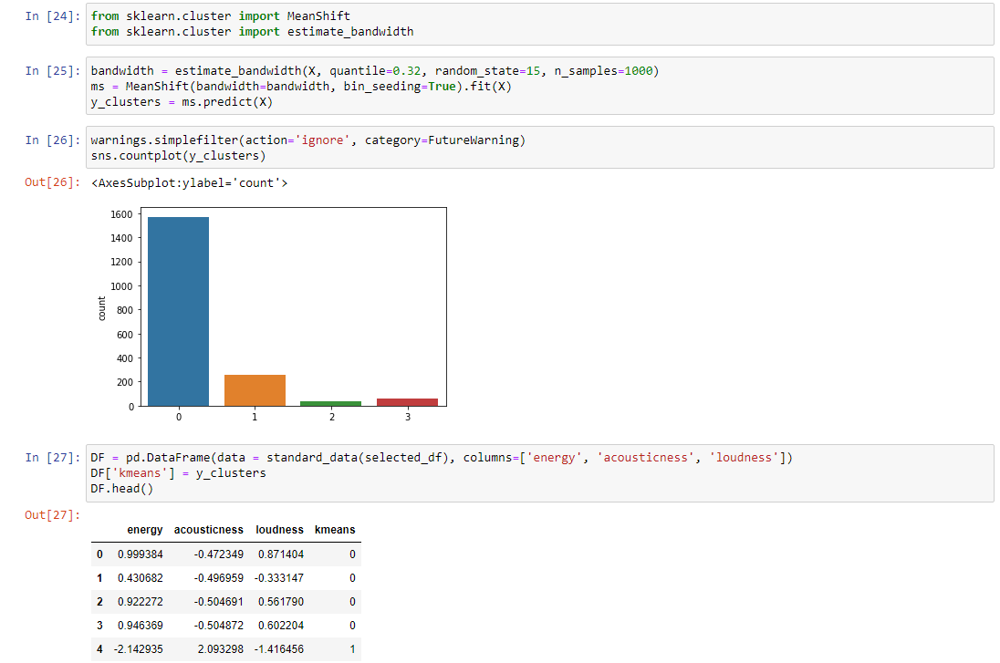 In [24]: from sklearn.cluster import MeanShift
from sklearn.cluster import estimate_bandwidth
In [25]: bandwidth = estimate_bandwidth(X, quantile=0.32, random_state=15, n_samples=1000)
ms = MeanShift(bandwidth=bandwidth, bin_seeding=True).fit(X)
y_clusters = ms.predict(X)
In [26]: warnings.simplefilter(action='ignore', category=FutureWarning)
sns.countplot(y_clusters)
Out[26]: <AxesSubplot:ylabel='count'>
1600
1400
1200
1000
800
600
400
200
0
count
0 1 2 3
In [27]: DF = pd.DataFrame(data = standard_data(selected_df), columns=['energy', 'acousticness', 'loudness'])
DF['kmeans'] = y_clusters
DF.head()
Out[27]:
energy acousticness loudness kmeans
0 0.999384 -0.472349 0.871404 0
1 0.430682 -0.496959 -0.333147 0
2 0.922272 -0.504691 0.561790 0
3 0.946369 -0.504872 0.602204 0
4 -2.142935 2.093298 -1.416456 1